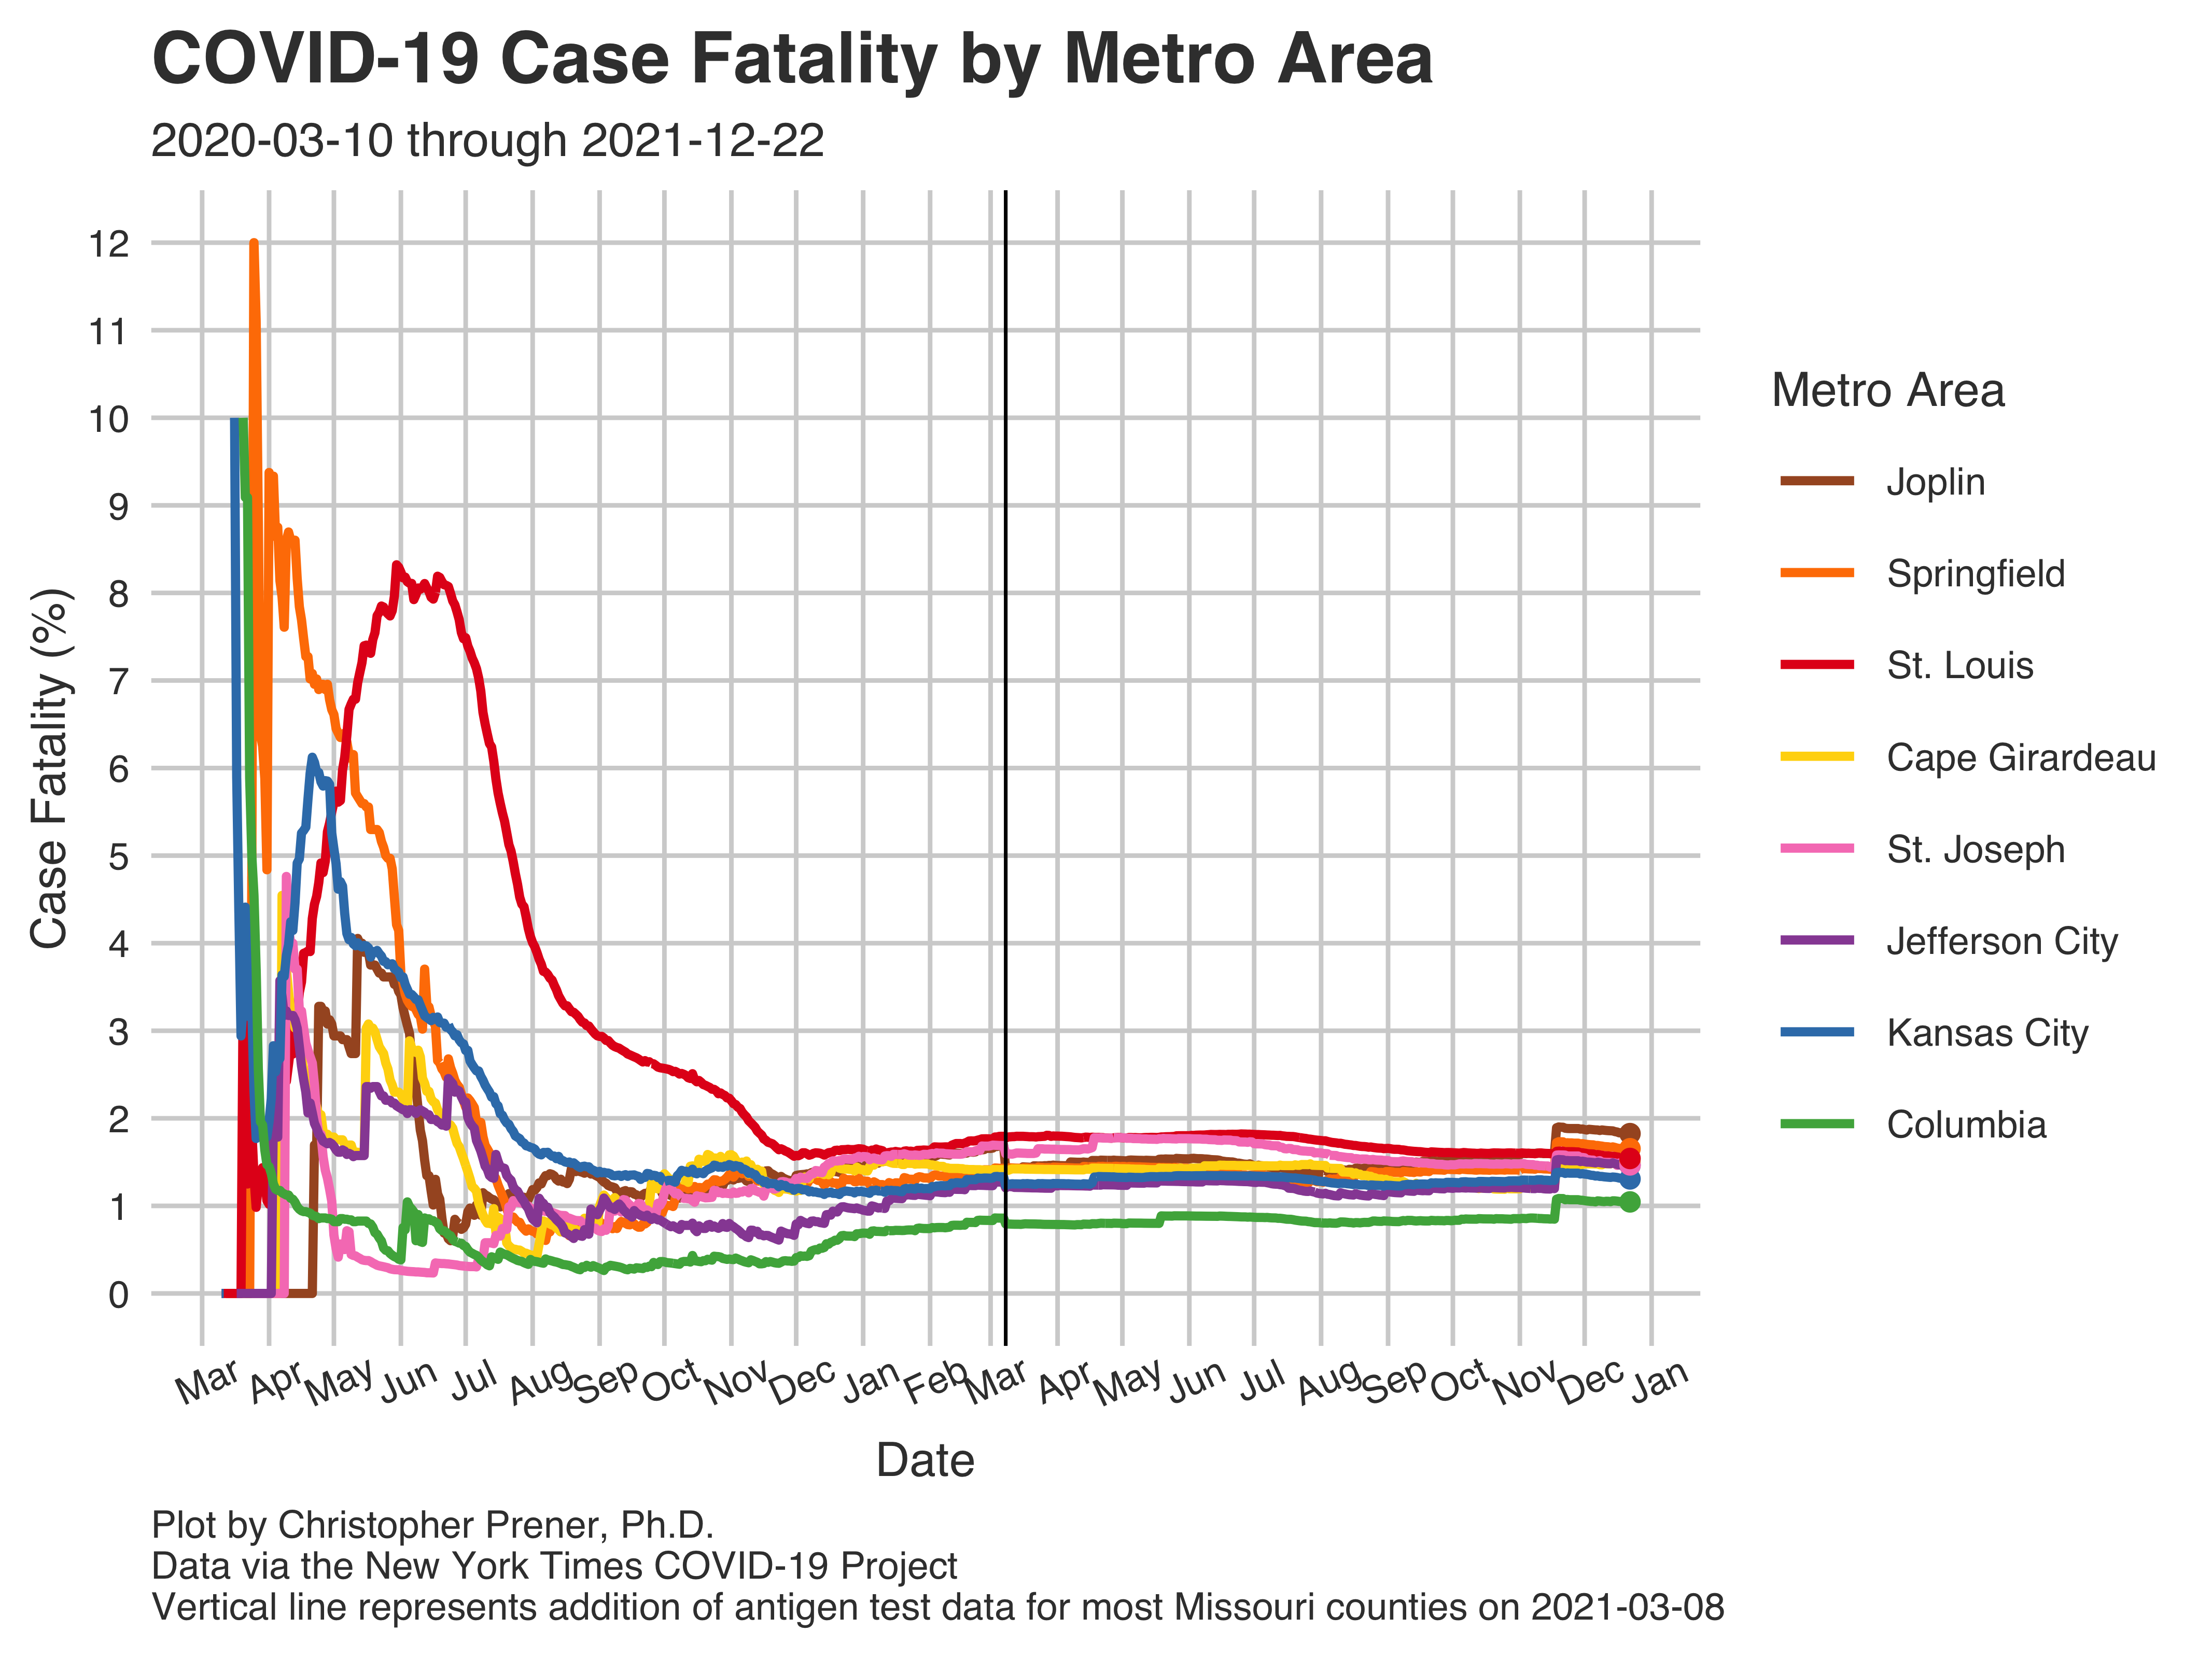 COVID-19 Case Fatality by Metro Area
2020-03-10 through 2021-12-22
12
11
10
9
8
7
6
5
4
3
2
1
0
Case Fatality (%)
Mar Apr May Jun Jul Aug Sep Oct Nov Dec Jan Feb Mar Apr May Jun Jul Aug Sep Oct Nov Dec Jan
Date
Metro Area
Joplin
Springfield
St. Louis
Cape Girardeau
St. Joseph
Jefferson City
Kansas City
Columbia
Plot by Christopher Prener, Ph.D.
Data via the New York Times COVID-19 Project
Vertical line represents addition of antigen test data for most Missouri counties on 2021-03-08